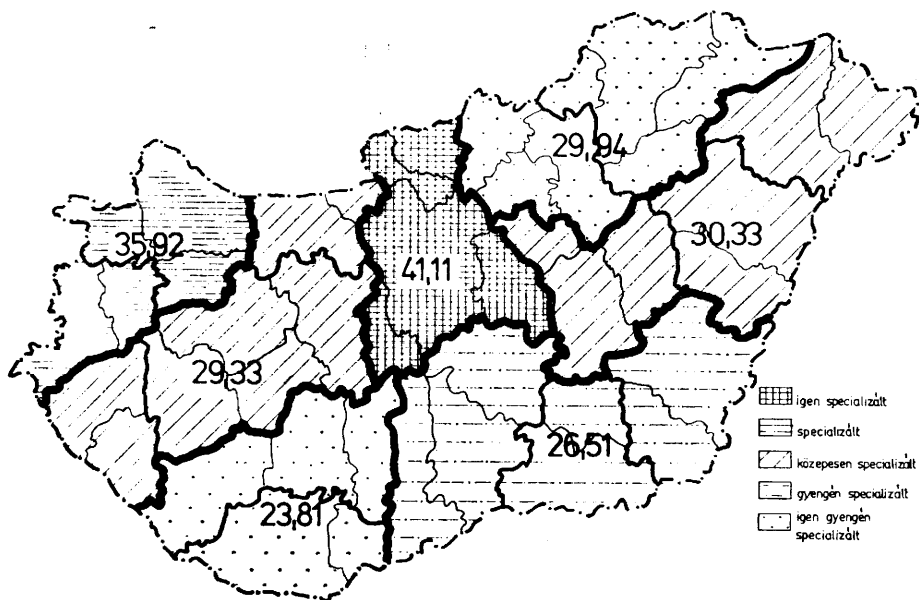 29,94
30,33
35,92
41,11
29,33
26,51
23,81
igen specializált
specializált
közepesen specializált
gyengén specializált
igen gyengén
specializált